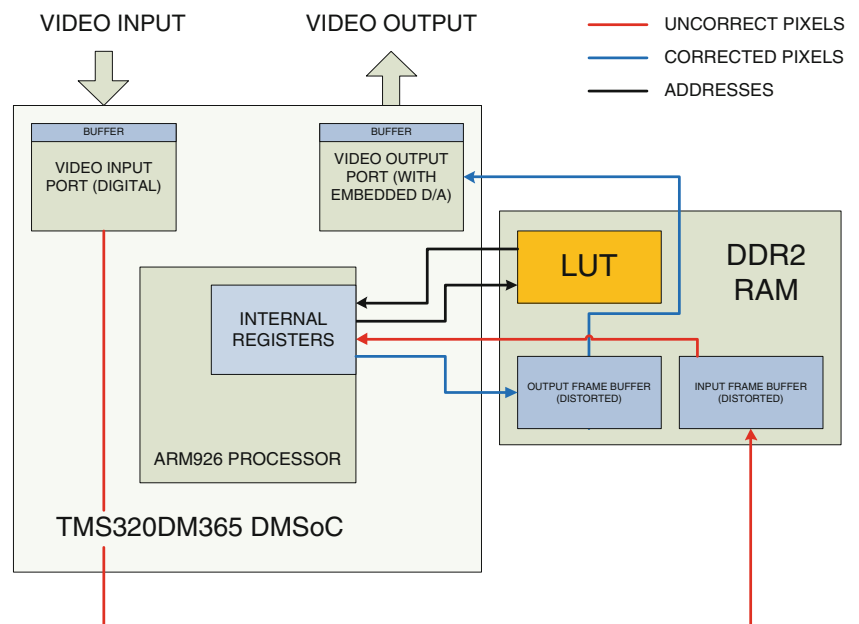 VIDEO INPUT
VIDEO OUTPUT
UNCORRECT PIXELS
CORRECTED PIXELS
ADDRESSES
BUFFER
VIDEO INPUT
PORT (DIGITAL)
BUFFER
VIDEO OUTPUT
PORT (WITH
EMBEDDED D/A)
LUT
DDR2
RAM
INTERNAL
REGISTERS
OUTPUT FRAME BUFFER
(DISTORTED)
INPUT FRAME BUFFER
(DISTORTED)
ARM926 PROCESSOR
TMS320DM365 DMSoC